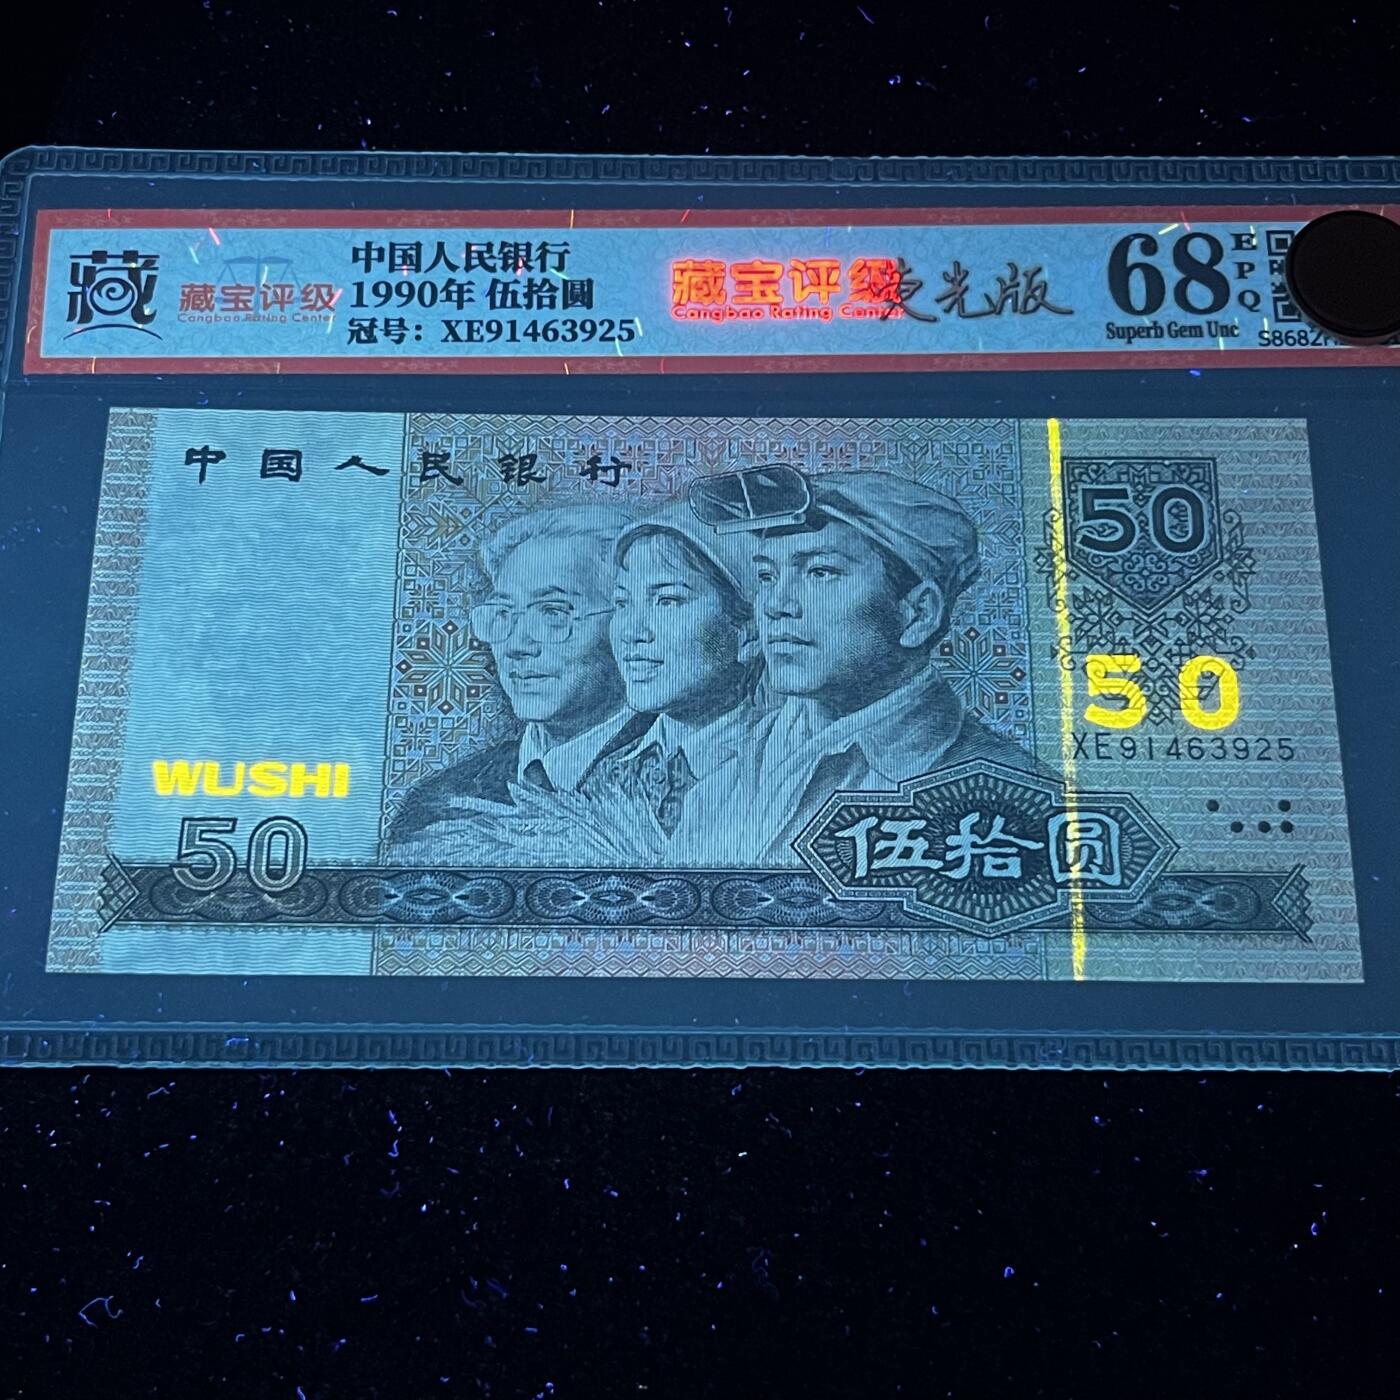 藏
藏宝评级
Cangbao Rating Center
中国人民银行
1990年 伍拾圆
冠号：XE91463925
藏宝评级
Cangbao Rating Center
荧光版
68
EPQ
Superb Gem Unc
S8682
中国人民银行
50
WUSHI
50
XE91463925
50
伍拾圆